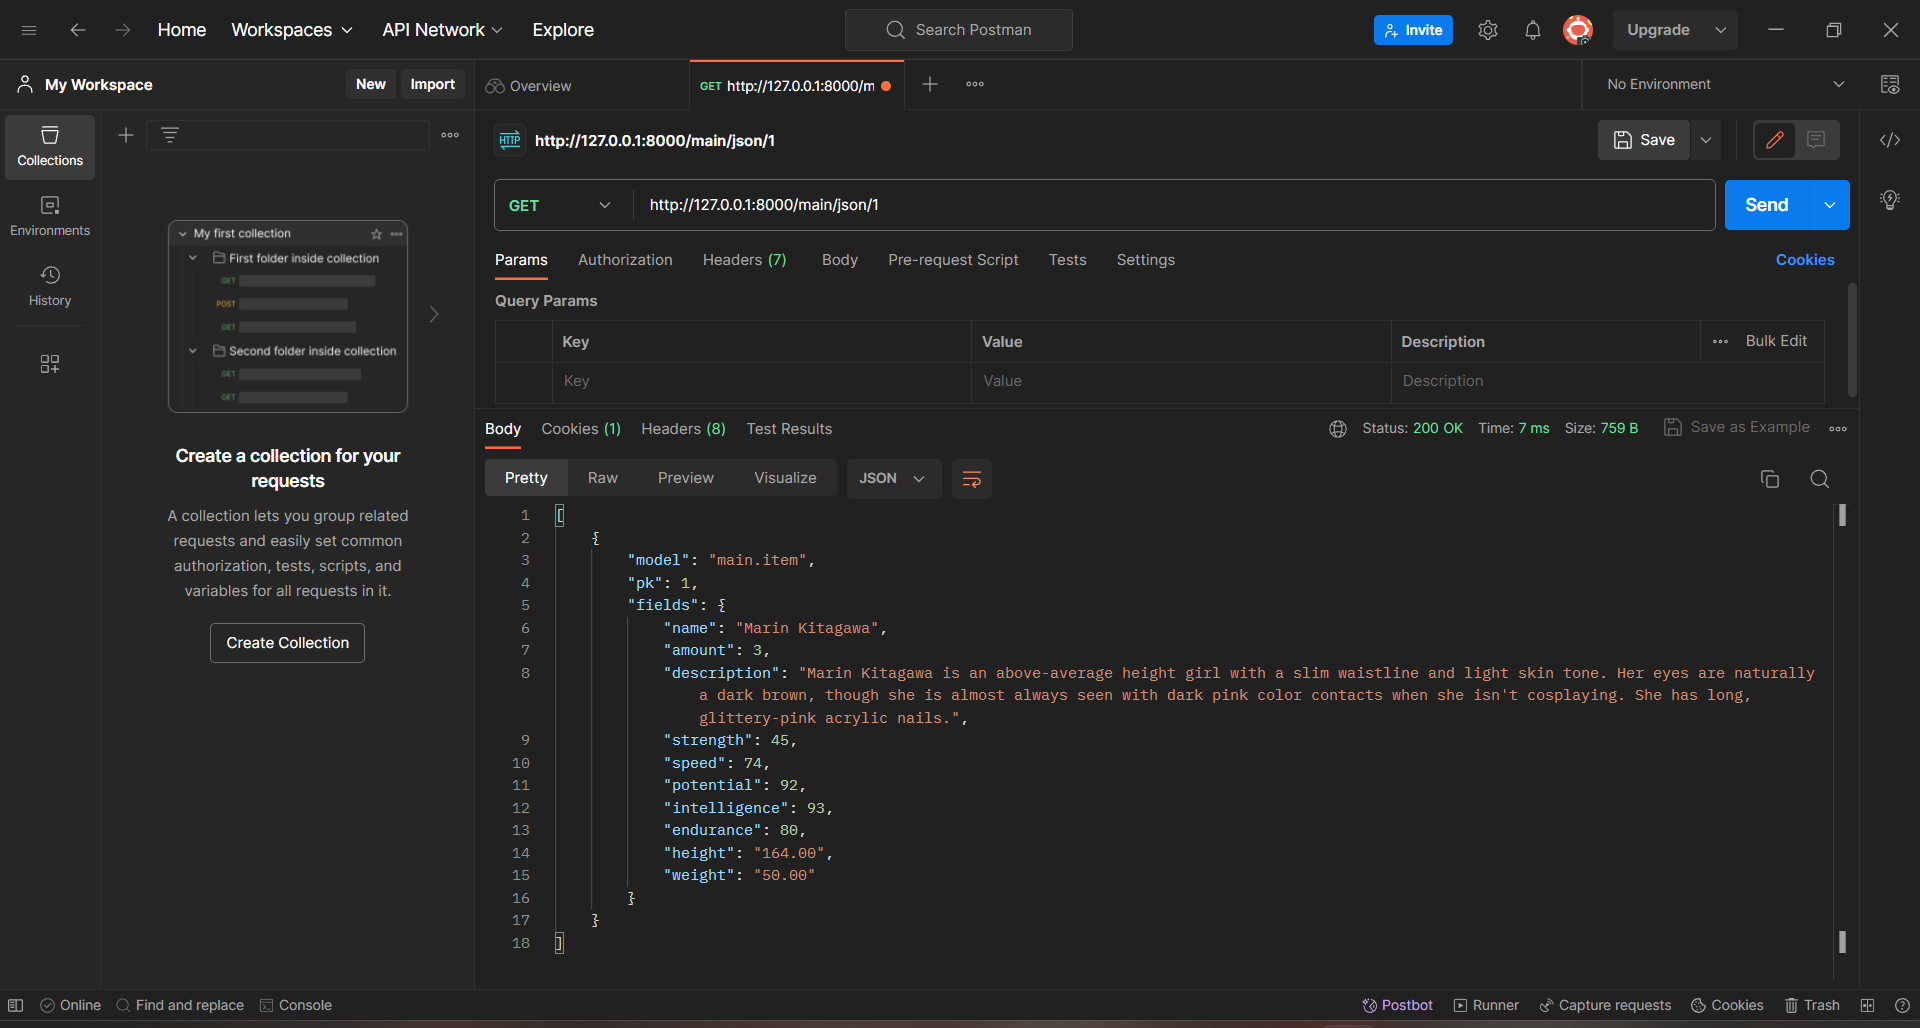 Home Workspaces API Network Explore Search Postman Invite Upgrade
My Workspace New Import Overview GET http://127.0.0.1:8000/m No Environment
Collections
Environments
History
My first collection
First folder inside collection
GET
POST
GET
Second folder inside collection
GET
GET
Create a collection for your
requests
A collection lets you group related
requests and easily set common
authorization, tests, scripts, and
variables for all requests in it.
Create Collection
HTTP http://127.0.0.1:8000/main/json/1 Save
GET http://127.0.0.1:8000/main/json/1 Send
Params Authorization Headers (7) Body Pre-request Script Tests Settings Cookies
Query Params
Key Value Description Bulk Edit
Key Value Description
Body Cookies (1) Headers (8) Test Results Status: 200 OK Time: 7 ms Size: 759 B Save as Example
Pretty Raw Preview Visualize JSON
1 [
2 {
3 "model": "main.item",
4 "pk": 1,
5 "fields": {
6 "name": "Marin Kitagawa",
7 "amount": 3,
8 "description": "Marin Kitagawa is an above-average height girl with a slim waistline and light skin tone. Her eyes are naturally
a dark brown, though she is almost always seen with dark pink color contacts when she isn't cosplaying. She has long,
glittery-pink acrylic nails.",
9 "strength": 45,
10 "speed": 74,
11 "potential": 92,
12 "intelligence": 93,
13 "endurance": 80,
14 "height": "164.00",
15 "weight": "50.00"
16 }
17 }
18 ]
Online Find and replace Console Postbot Runner Capture requests Cookies Trash